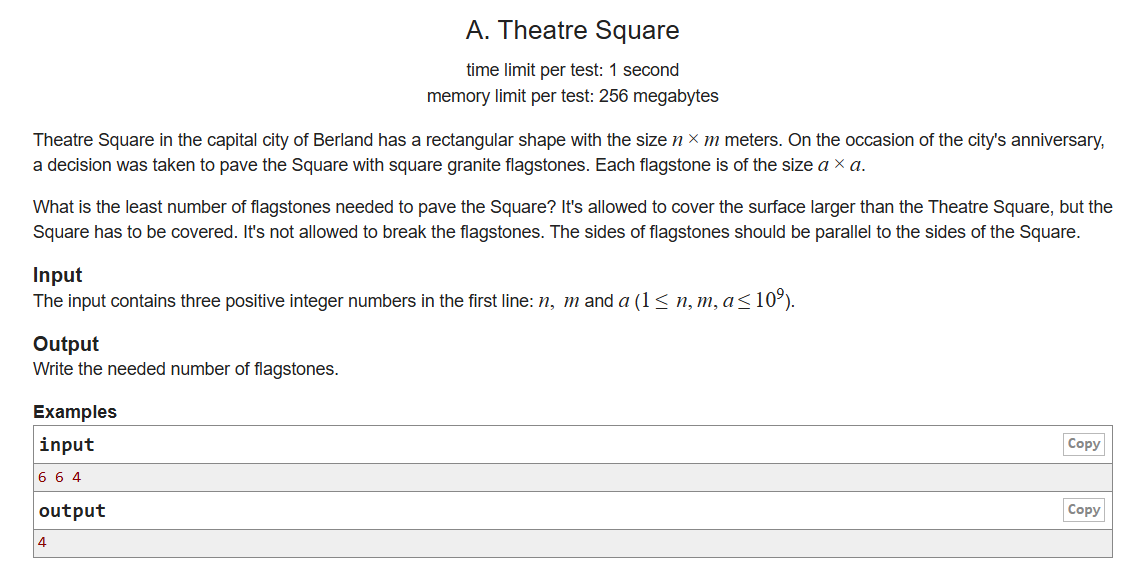 A. Theatre Square
time limit per test: 1 second
memory limit per test: 256 megabytes
Theatre Square in the capital city of Berland has a rectangular shape with the size n × m meters. On the occasion of the city's anniversary,
a decision was taken to pave the Square with square granite flagstones. Each flagstone is of the size a × a.
What is the least number of flagstones needed to pave the Square? It's allowed to cover the surface larger than the Theatre Square, but the
Square has to be covered. It's not allowed to break the flagstones. The sides of flagstones should be parallel to the sides of the Square.
Input
The input contains three positive integer numbers in the first line: n, m and a (1 ≤ n, m, a ≤ 10⁹).
Output
Write the needed number of flagstones.
Examples
input Copy
6 6 4
output Copy
4